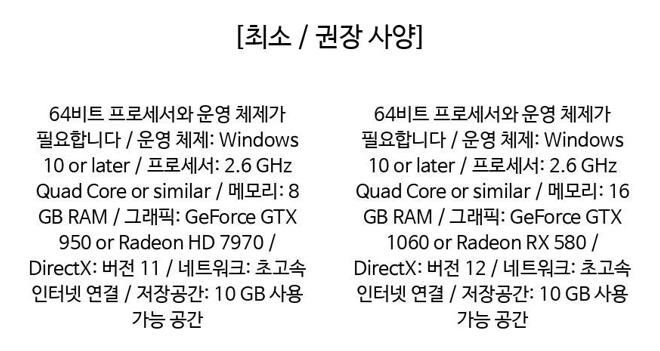 [최소 / 권장 사양]
64비트 프로세서와 운영 체제가
필요합니다 / 운영 체제: Windows
10 or later / 프로세서: 2.6 GHz
Quad Core or similar / 메모리: 8
GB RAM / 그래픽: GeForce GTX
950 or Radeon HD 7970 /
DirectX: 버전 11 / 네트워크: 초고속
인터넷 연결 / 저장공간: 10 GB 사용
가능 공간
64비트 프로세서와 운영 체제가
필요합니다 / 운영 체제: Windows
10 or later / 프로세서: 2.6 GHz
Quad Core or similar / 메모리: 16
GB RAM / 그래픽: GeForce GTX
1060 or Radeon RX 580 /
DirectX: 버전 12 / 네트워크: 초고속
인터넷 연결 / 저장공간: 10 GB 사용
가능 공간